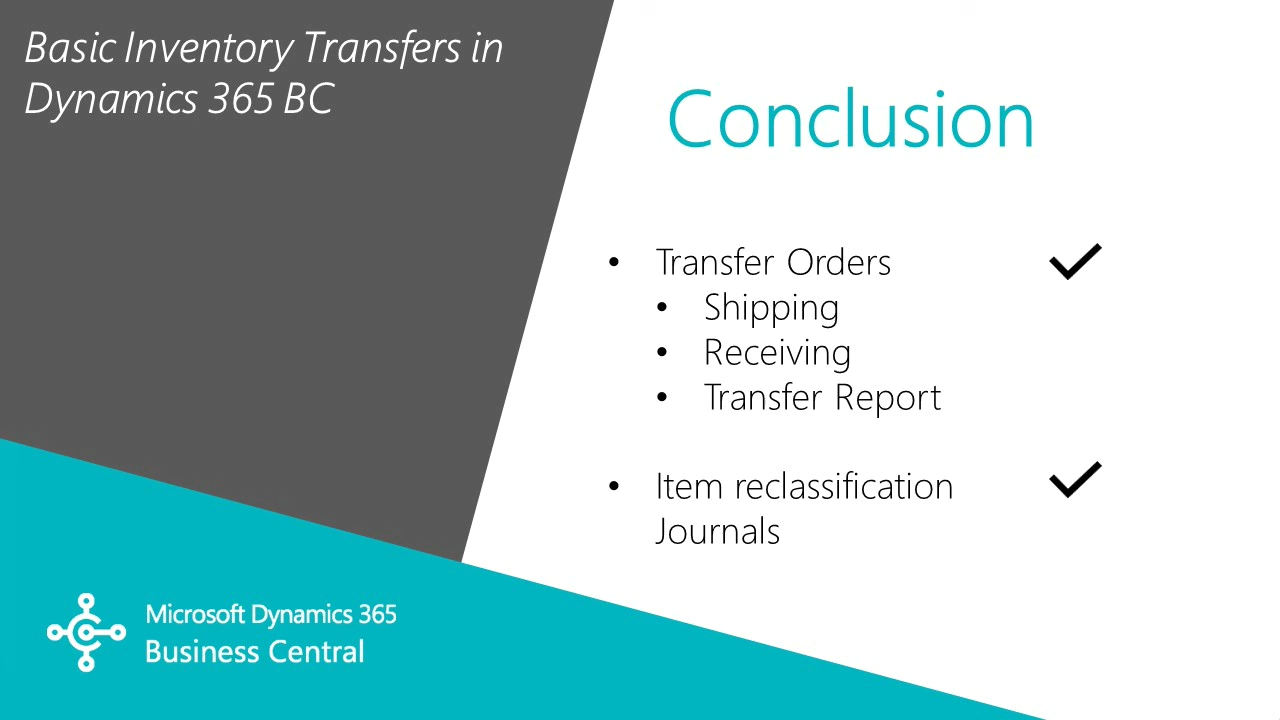 Basic Inventory Transfers in
Dynamics 365 BC
Conclusion
• Transfer Orders
• Shipping
• Receiving
• Transfer Report
• Item reclassification
Journals
Microsoft Dynamics 365
Business Central